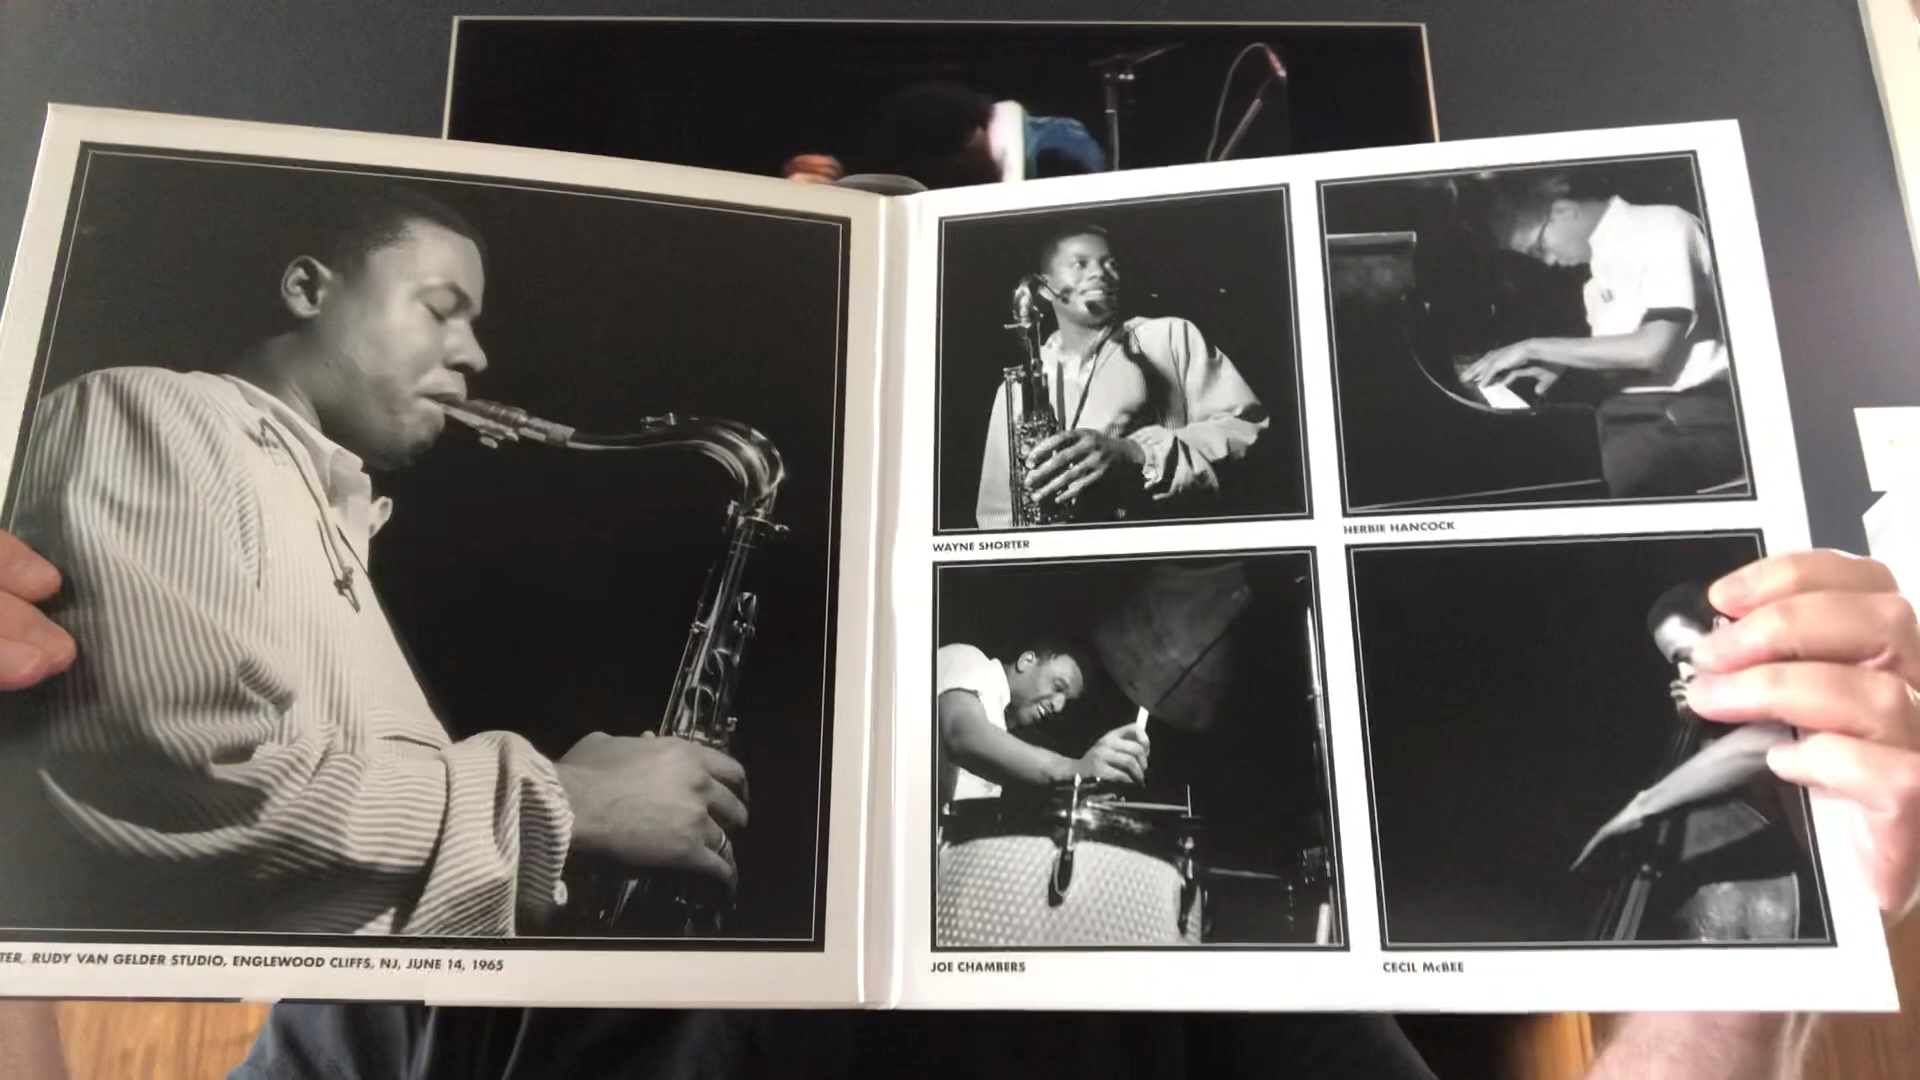 TER, RUDY VAN GELDER STUDIO, ENGLEWOOD CLIFFS, NJ, JUNE 14, 1965
WAYNE SHORTER
HERBIE HANCOCK
JOE CHAMBERS
CECIL McBEE